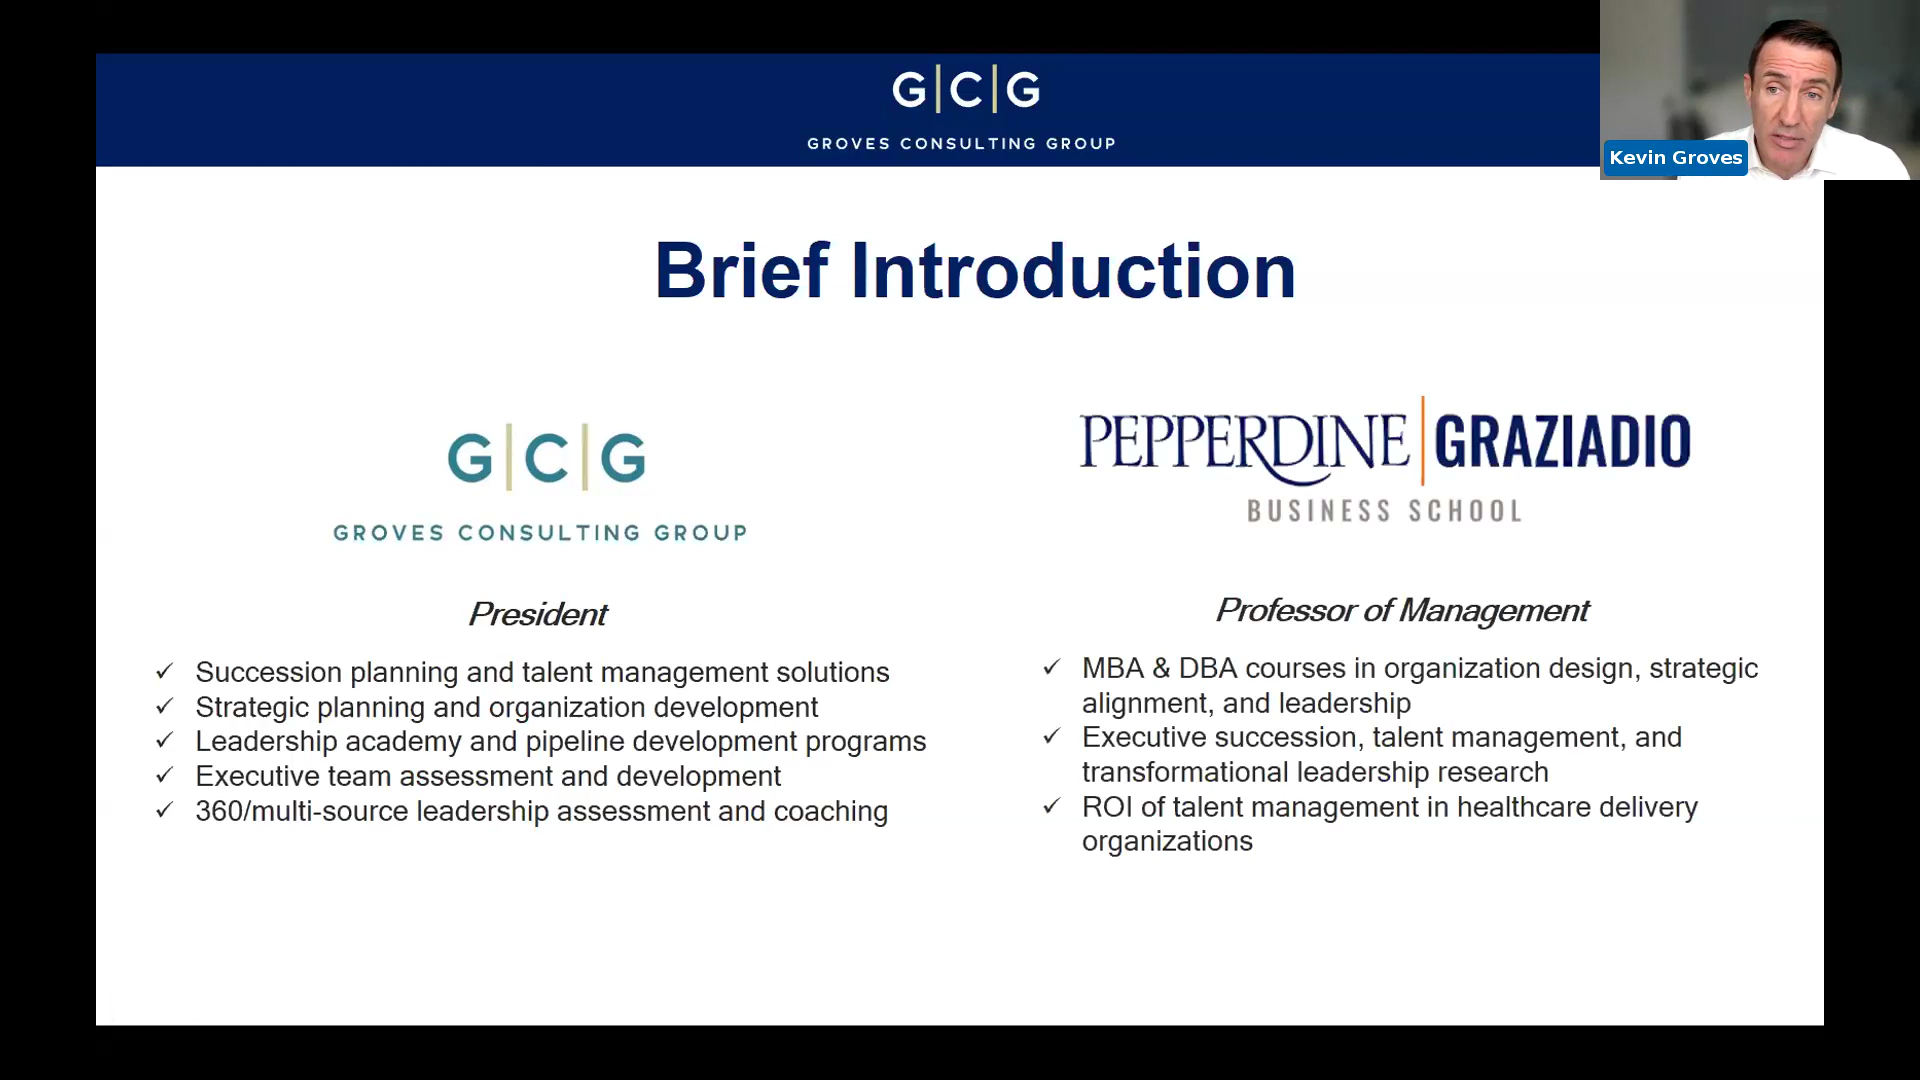 G|C|G
GROVES CONSULTING GROUP
Kevin Groves
Brief Introduction
G|C|G
GROVES CONSULTING GROUP
President
✓ Succession planning and talent management solutions
✓ Strategic planning and organization development
✓ Leadership academy and pipeline development programs
✓ Executive team assessment and development
✓ 360/multi-source leadership assessment and coaching
PEPPERDINE | GRAZIADIO
BUSINESS SCHOOL
Professor of Management
✓ MBA & DBA courses in organization design, strategic
alignment, and leadership
✓ Executive succession, talent management, and
transformational leadership research
✓ ROI of talent management in healthcare delivery
organizations